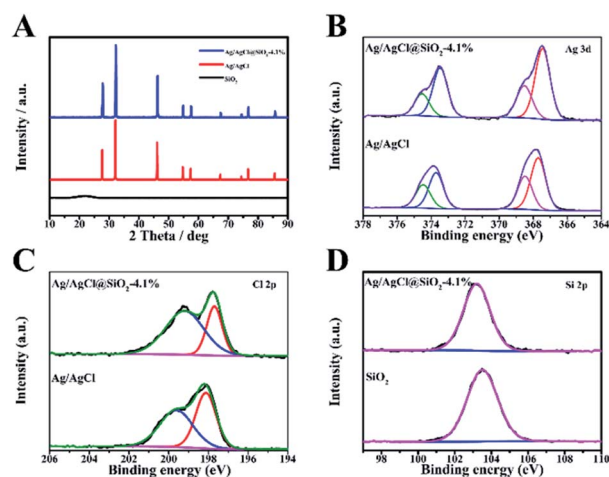 A
Ag/AgCl@SiO2-4.1%
Ag/AgCl
SiO2
Intensity / a.u.
10 20 30 40 50 60 70 80 90
2 Theta / deg
B
Ag/AgCl@SiO2-4.1%
Ag 3d
Ag/AgCl
Intensity (a.u.)
378 376 374 372 370 368 366 364
Binding energy (eV)
C
Ag/AgCl@SiO2-4.1%
Cl 2p
Ag/AgCl
Intensity (a.u.)
206 204 202 200 198 196 194
Binding energy (eV)
D
Ag/AgCl@SiO2-4.1%
Si 2p
SiO2
Intensity (a.u.)
98 100 102 104 106 108 110
Binding energy (eV)